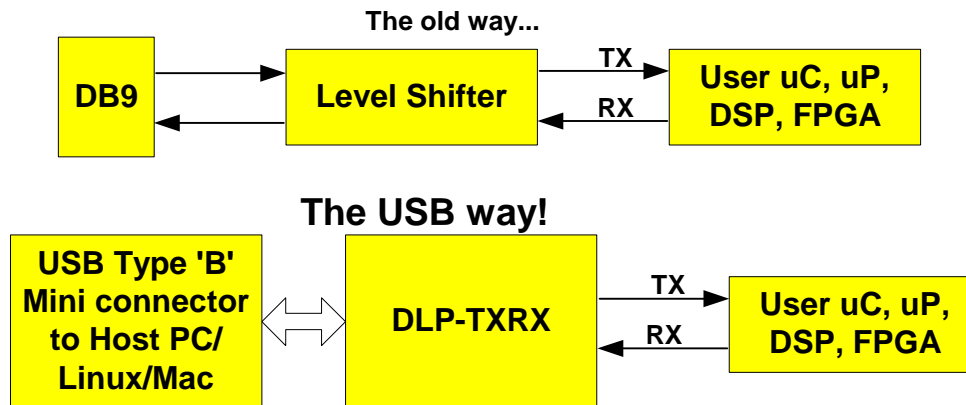 The old way...
DB9
Level Shifter
TX
RX
User uC, uP,
DSP, FPGA
The USB way!
USB Type 'B'
Mini connector
to Host PC/
Linux/Mac
DLP-TXRX
TX
RX
User uC, uP,
DSP, FPGA